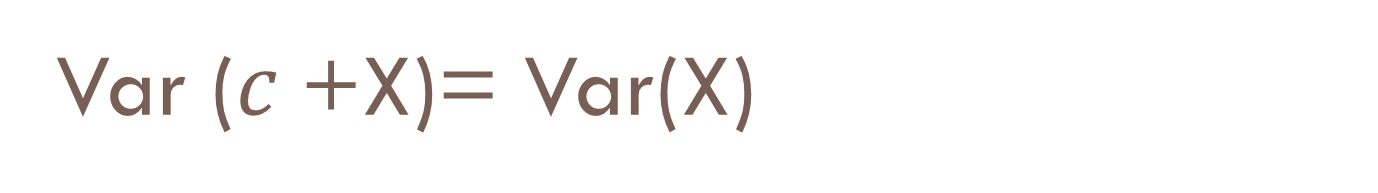 Var (𝑐 +X)= Var(X)